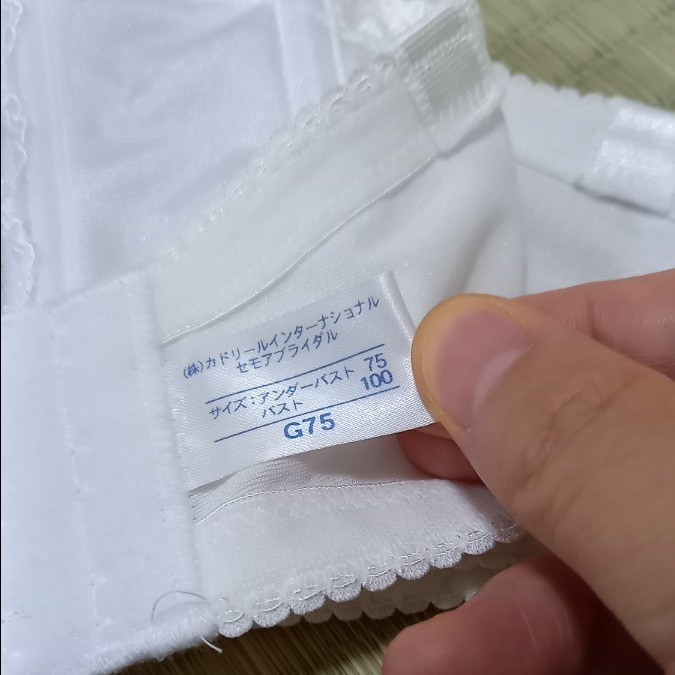 (株)カドリールインターナショナル
セモアブライダル
サイズ：アンダーバスト 75
バスト 100
G75